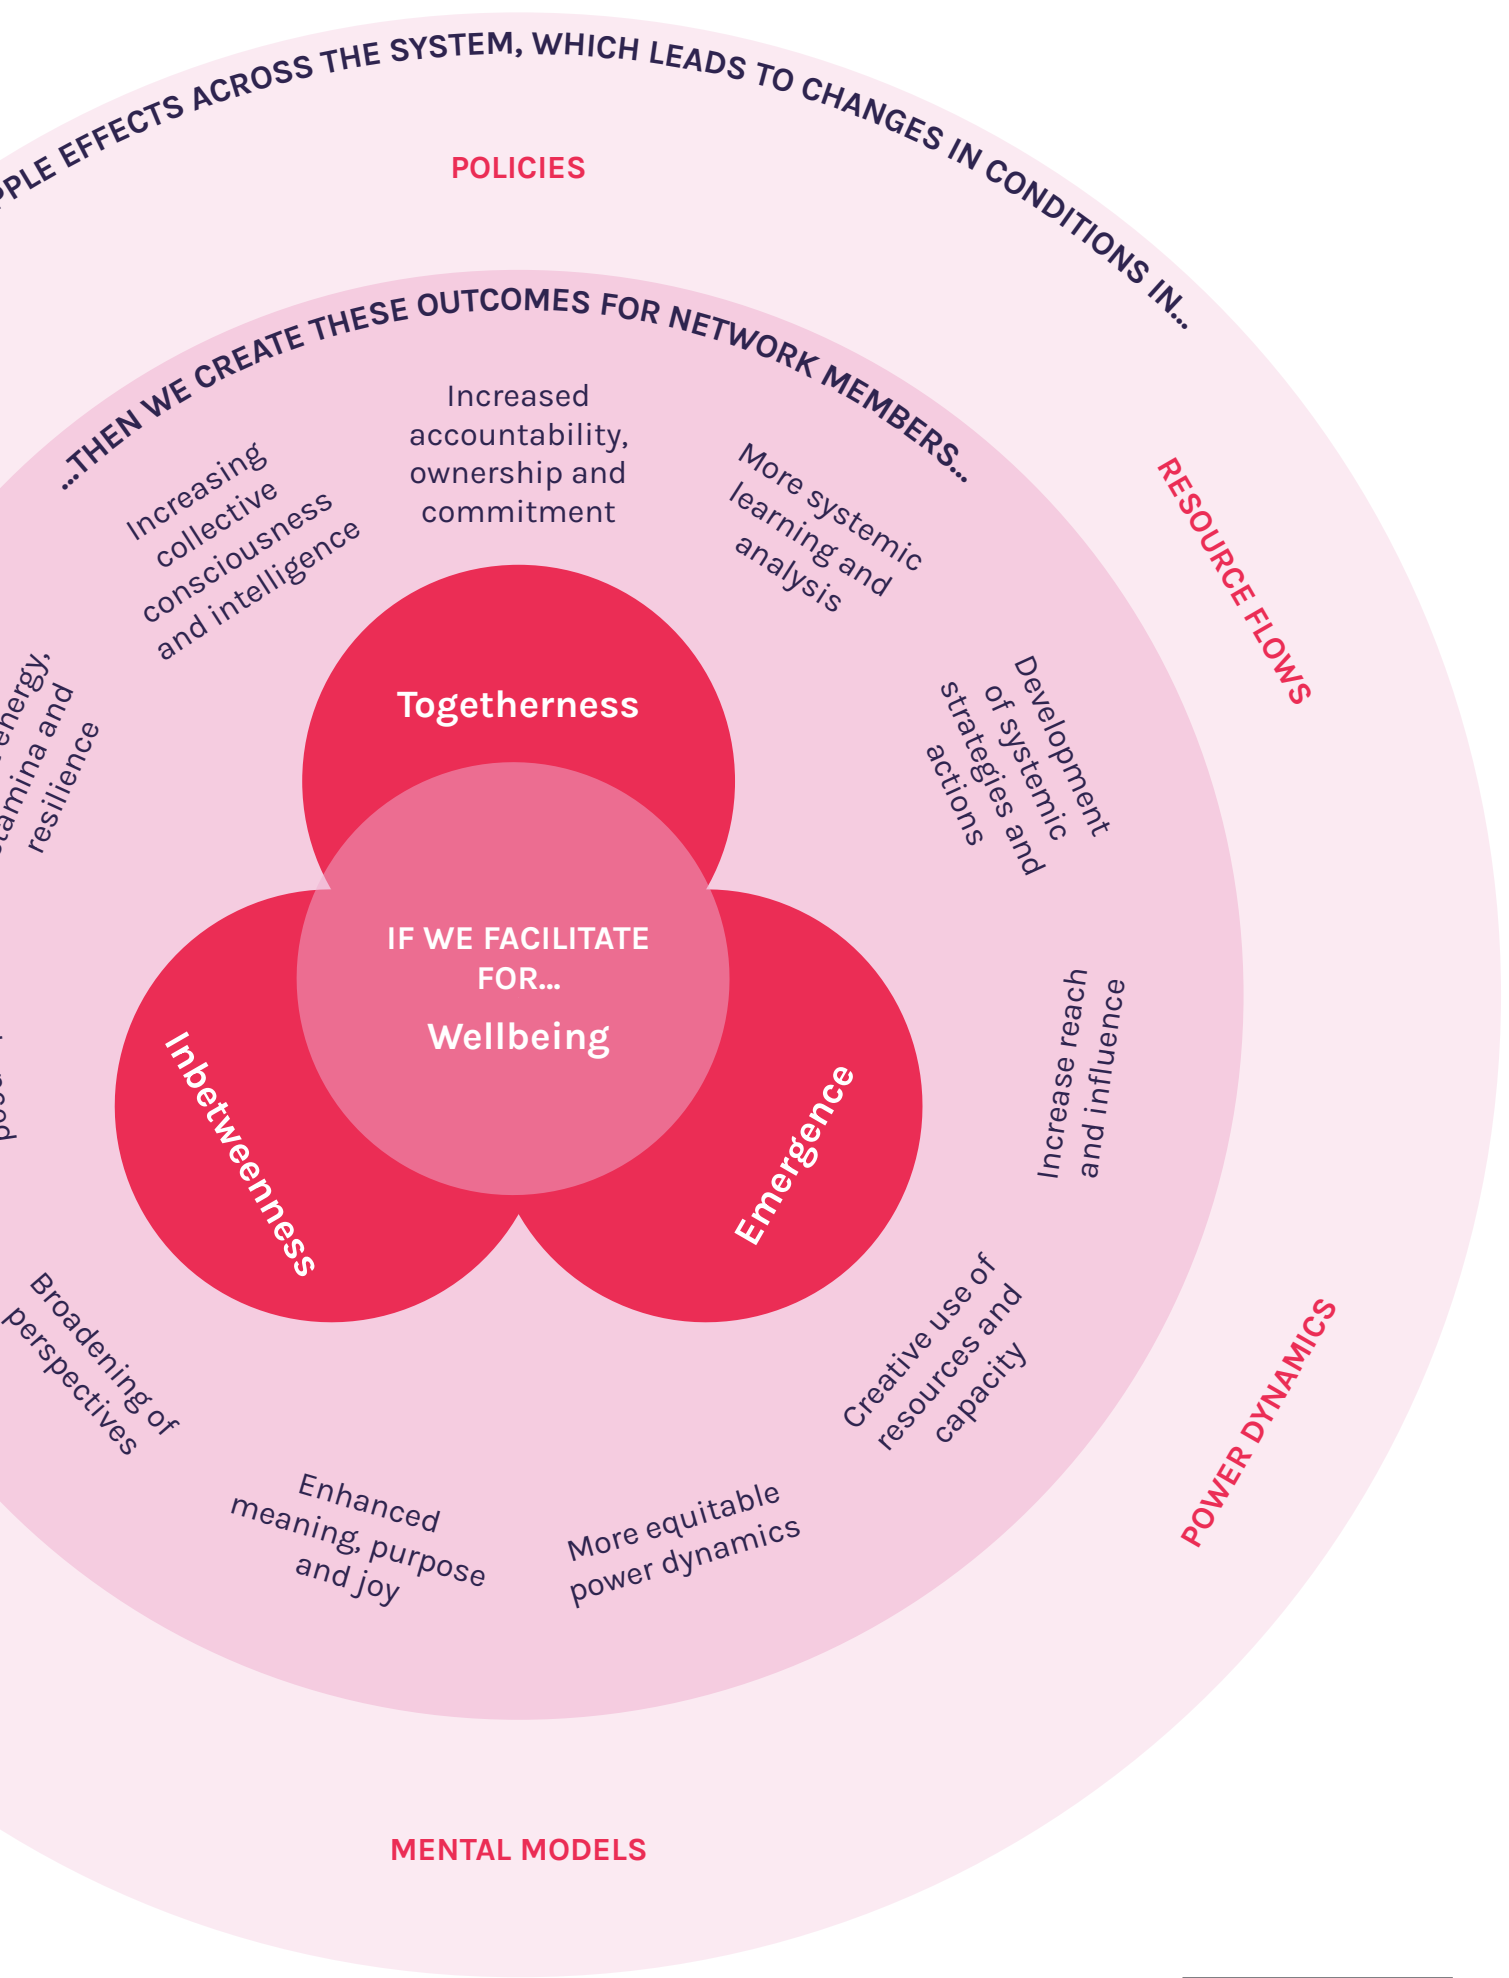 EFFECTS ACROSS THE SYSTEM, WHICH LEADS TO CHANGES IN CONDITIONS IN...
POLICIES
RESOURCE FLOWS
POWER DYNAMICS
MENTAL MODELS
...THEN WE CREATE THESE OUTCOMES FOR NETWORK MEMBERS...
Increased
accountability,
ownership and
commitment
More systemic
learning and
analysis
Development
of systemic
strategies and
actions
Increase reach
and influence
Creative use of
resources and
capacity
More equitable
power dynamics
Enhanced
meaning, purpose
and joy
Broadening of
perspectives
energy,
and
resilience
Increasing
collective
consciousness
and intelligence
Togetherness
IF WE FACILITATE
FOR...
Wellbeing
Inbetweenness
Emergence